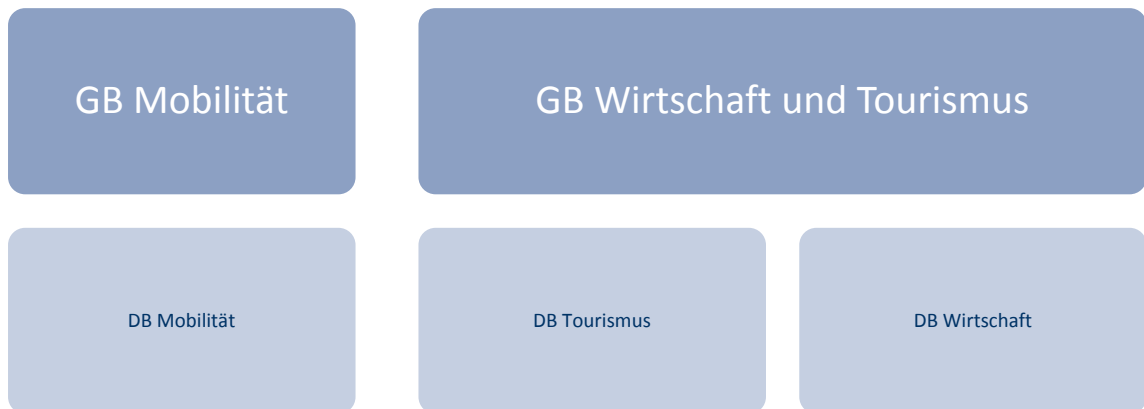 GB Mobilität
GB Wirtschaft und Tourismus
DB Mobilität
DB Tourismus
DB Wirtschaft